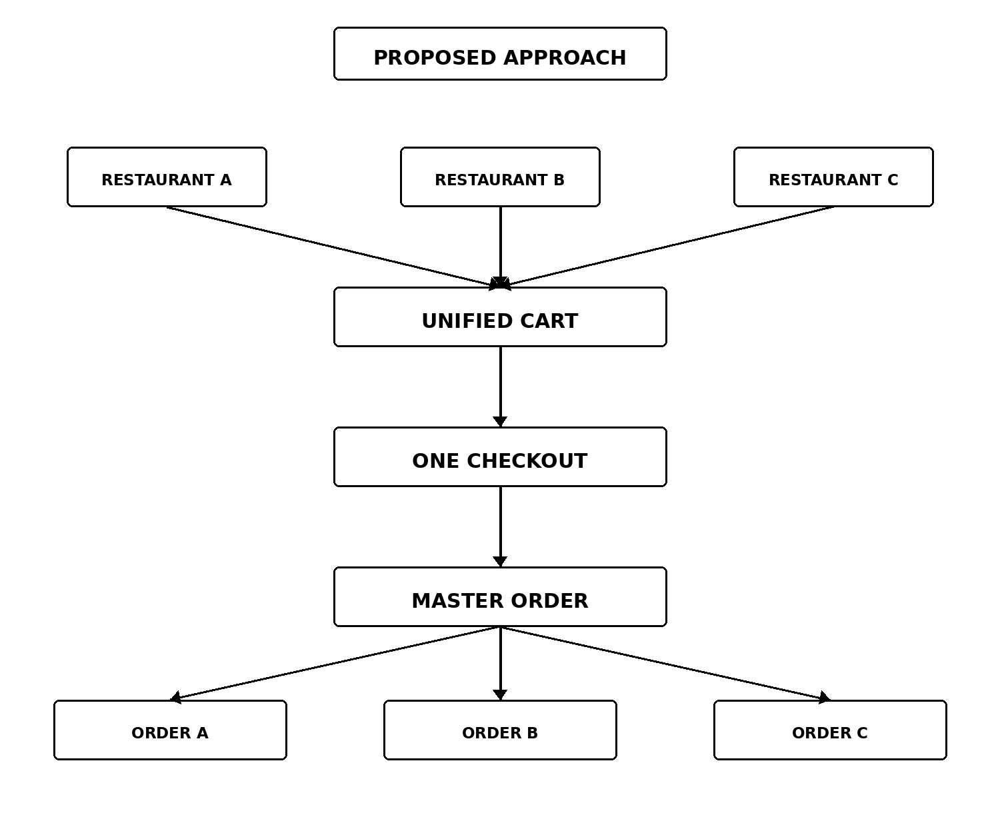 PROPOSED APPROACH
RESTAURANT A
RESTAURANT B
RESTAURANT C
UNIFIED CART
ONE CHECKOUT
MASTER ORDER
ORDER A
ORDER B
ORDER C